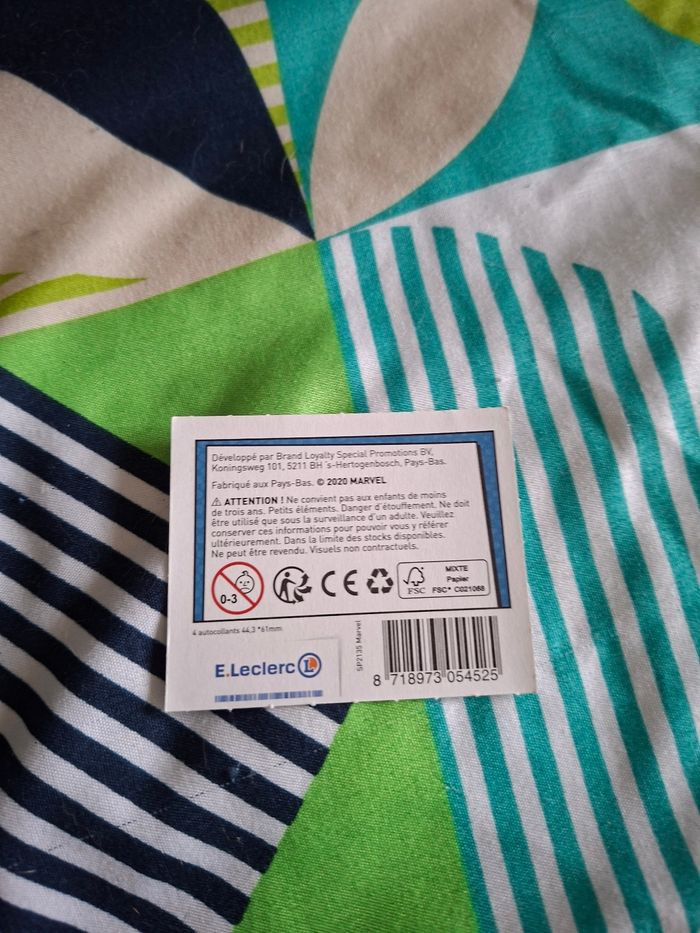 Développé par Brand Loyalty Special Promotions BV,
Koningsweg 101, 5211 BH 's-Hertogenbosch, Pays-Bas.
Fabriqué aux Pays-Bas. © 2020 MARVEL
⚠ ATTENTION ! Ne convient pas aux enfants de moins
de trois ans. Petits éléments. Danger d'étouffement. Ne doit
être utilisé que sous la surveillance d'un adulte. Veuillez
conserver ces informations pour pouvoir vous y référer
ultérieurement. Dans la limite des stocks disponibles.
Ne peut être revendu. Visuels non contractuels.
0-3
CE
FSC
MIXTE
Papier
FSC® C021068
4 autocollants 44,3 *61mm
E.Leclerc L
SP2135 Marvel
8 718973 054525